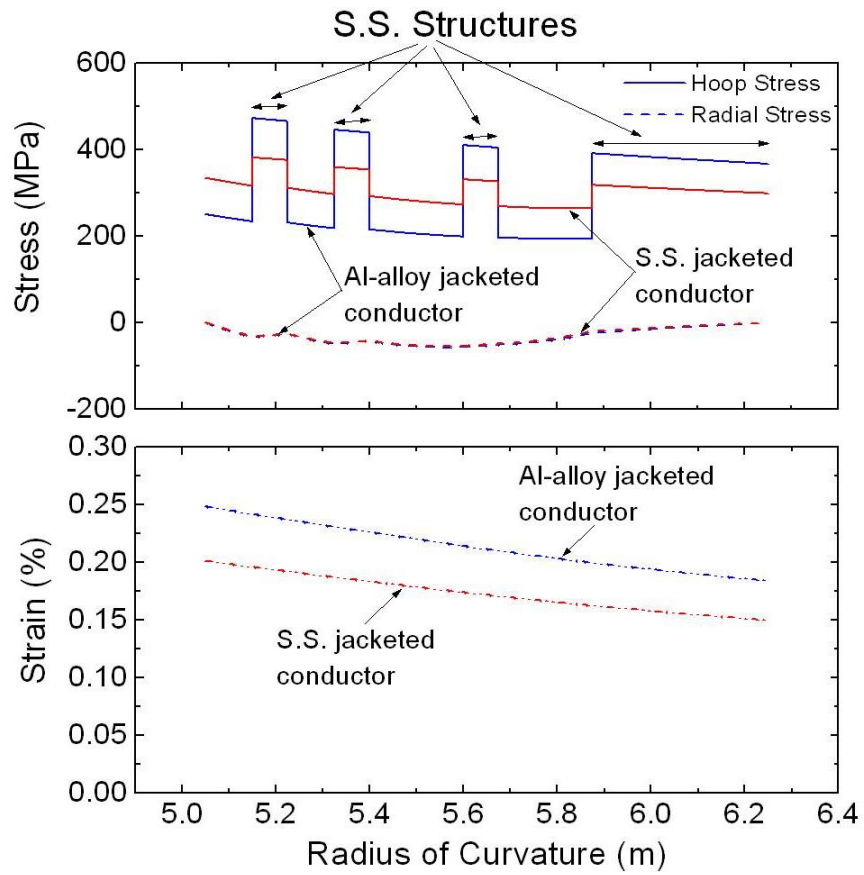 S.S. Structures
600
400
200
0
-200
Stress (MPa)
Hoop Stress
Radial Stress
Al-alloy jacketed
conductor
S.S. jacketed
conductor
0.30
0.25
0.20
0.15
0.10
0.05
0.00
Strain (%)
Al-alloy jacketed
conductor
S.S. jacketed
conductor
5.0 5.2 5.4 5.6 5.8 6.0 6.2 6.4
Radius of Curvature (m)